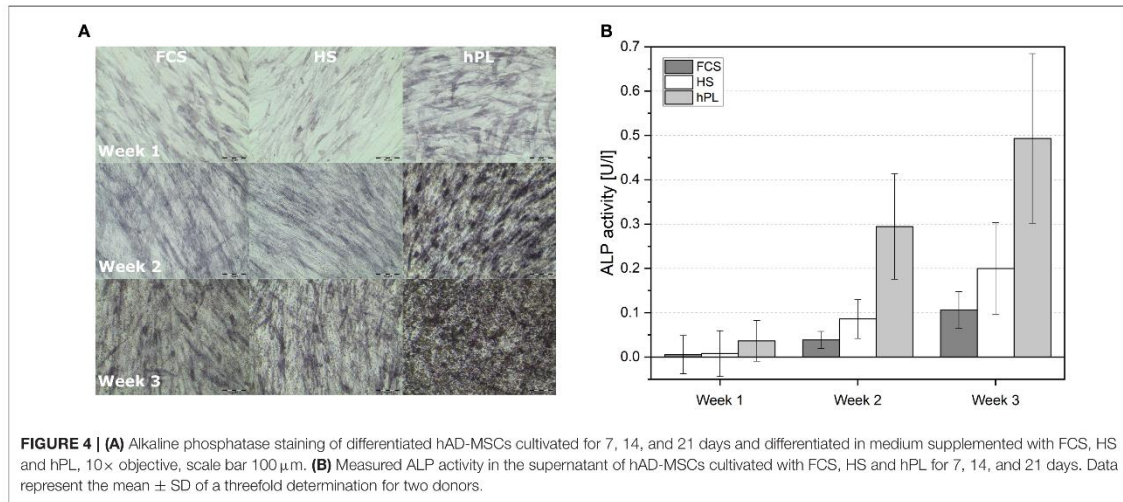 A
FCS HS hPL
Week 1
Week 2
Week 3
B
0.7
0.6
0.5
0.4
0.3
0.2
0.1
0.0
ALP activity [U/l]
FCS
HS
hPL
Week 1 Week 2 Week 3
FIGURE 4 | (A) Alkaline phosphatase staining of differentiated hAD-MSCs cultivated for 7, 14, and 21 days and differentiated in medium supplemented with FCS, HS
and hPL, 10× objective, scale bar 100 μm. (B) Measured ALP activity in the supernatant of hAD-MSCs cultivated with FCS, HS and hPL for 7, 14, and 21 days. Data
represent the mean ± SD of a threefold determination for two donors.